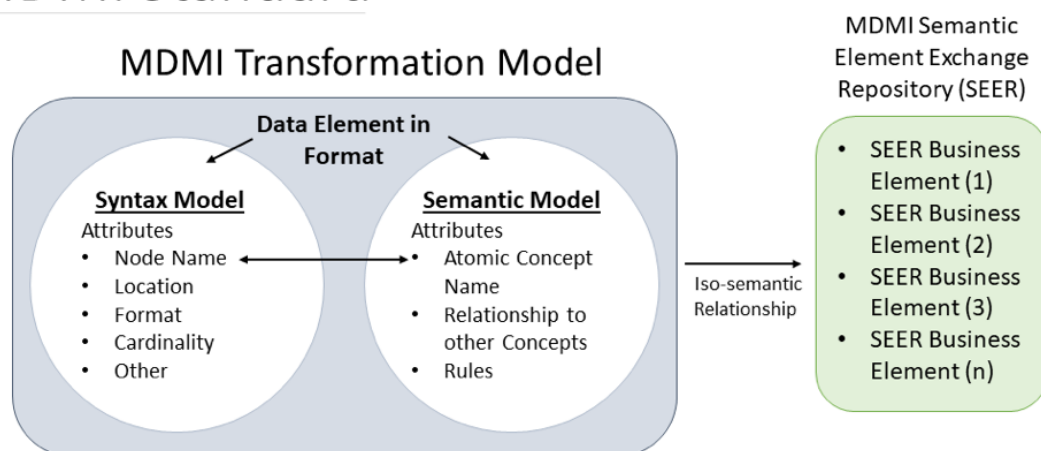 MDMI Transformation Model
MDMI Semantic
Element Exchange
Repository (SEER)
Data Element in
Format
Syntax Model
Attributes
• Node Name
• Location
• Format
• Cardinality
• Other
Semantic Model
Attributes
• Atomic Concept
Name
• Relationship to
other Concepts
• Rules
Iso-semantic
Relationship
• SEER Business
Element (1)
• SEER Business
Element (2)
• SEER Business
Element (3)
• SEER Business
Element (n)